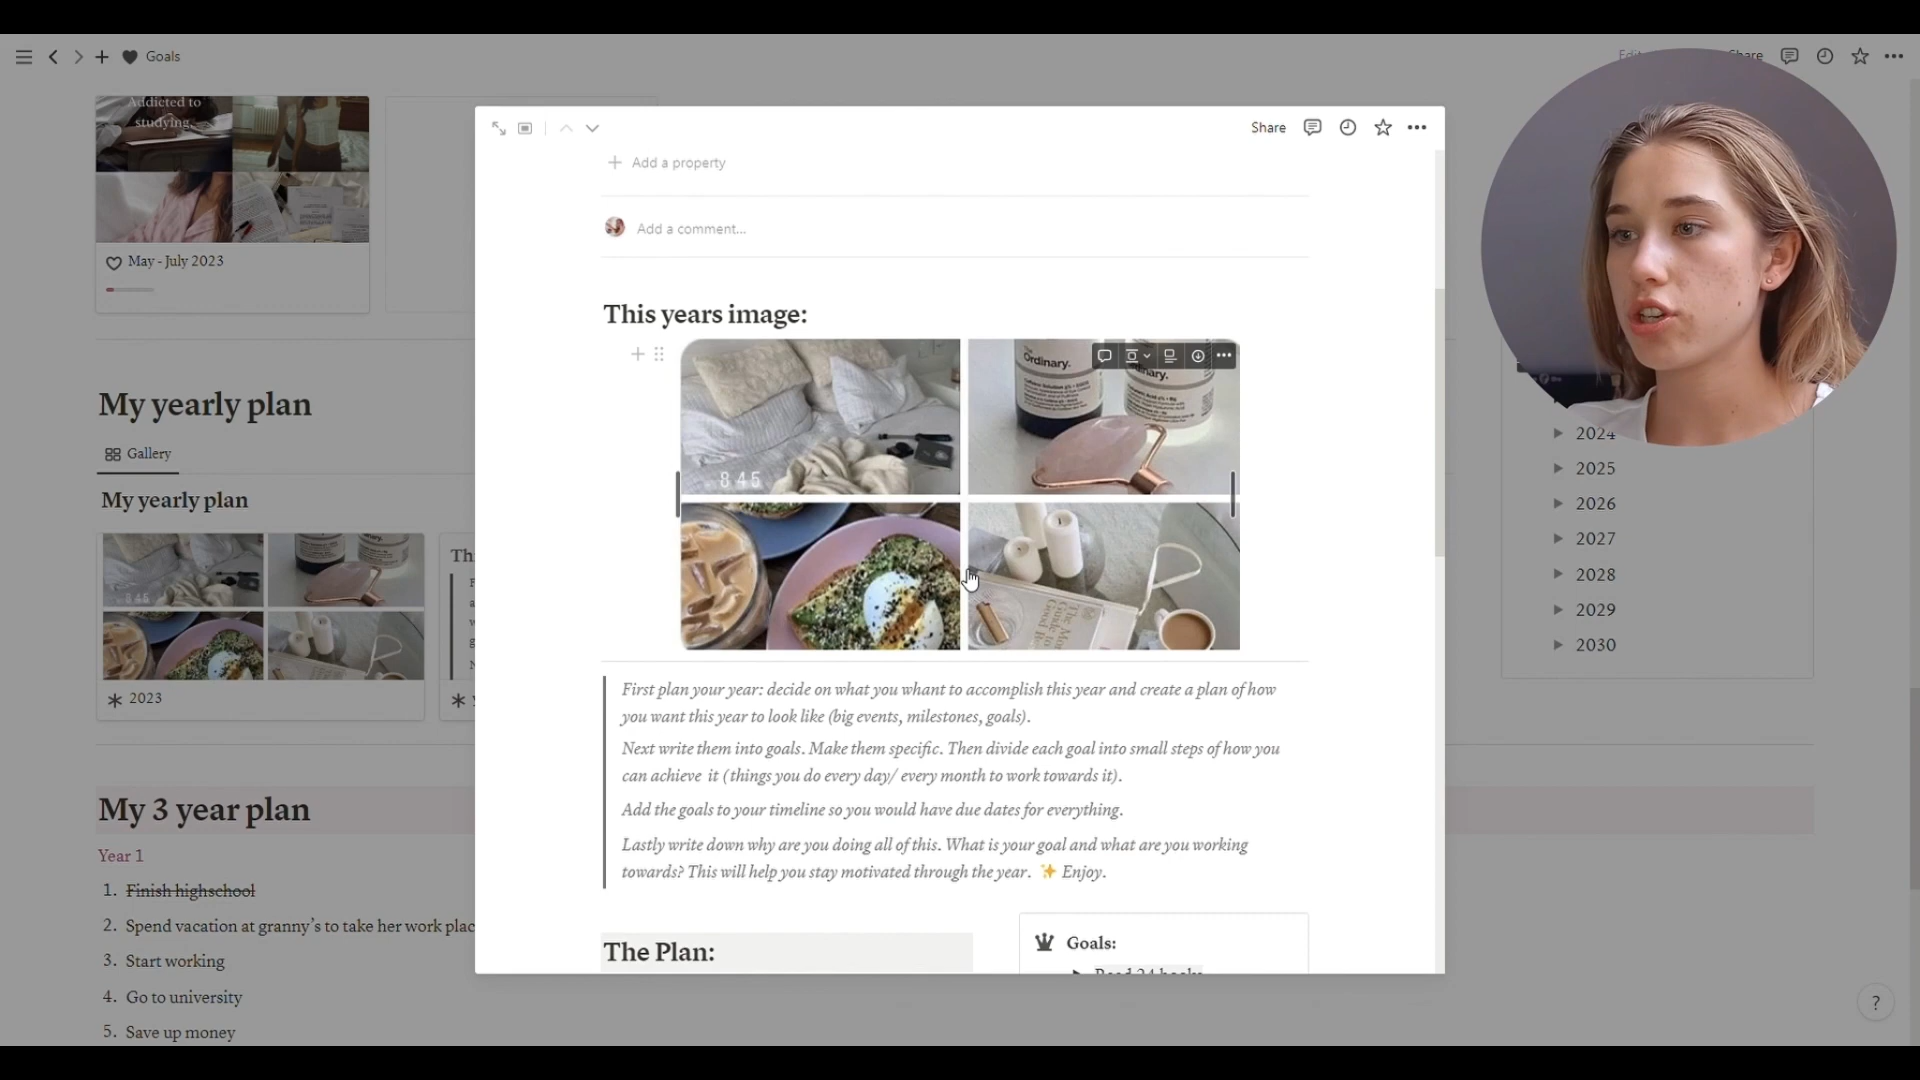 Goals
Share
Addicted to
studying.
May - July 2023
My yearly plan
Gallery
My yearly plan
845
2023
My 3 year plan
Year 1
1. Finish highschool
2. Spend vacation at granny's to take her work plac
3. Start working
4. Go to university
5. Save up money
Share
Add a property
Add a comment...
This years image:
Ordinary.
845
First plan your year: decide on what you whant to accomplish this year and create a plan of how
you want this year to look like (big events, milestones, goals).
Next write them into goals. Make them specific. Then divide each goal into small steps of how you
can achieve it (things you do every day/ every month to work towards it).
Add the goals to your timeline so you would have due dates for everything.
Lastly write down why are you doing all of this. What is your goal and what are you working
towards? This will help you stay motivated through the year. ✨ Enjoy.
The Plan:
Goals:
Read 24 books
2024
2025
2026
2027
2028
2029
2030
?